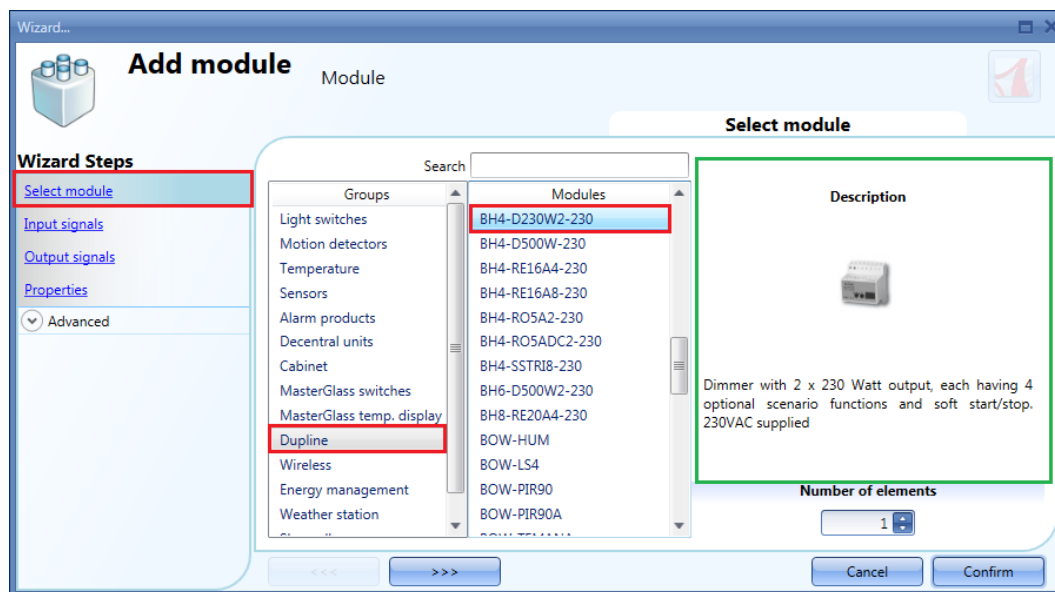 Wizard...
Add module
Module
Select module
Wizard Steps
Select module
Input signals
Output signals
Properties
Advanced
Search
Groups
Light switches
Motion detectors
Temperature
Sensors
Alarm products
Decentral units
Cabinet
MasterGlass switches
MasterGlass temp. display
Dupline
Wireless
Energy management
Weather station
Modules
BH4-D230W2-230
BH4-D500W-230
BH4-RE16A4-230
BH4-RE16A8-230
BH4-RO5A2-230
BH4-RO5ADC2-230
BH4-SSTRI8-230
BH6-D500W2-230
BH8-RE20A4-230
BOW-HUM
BOW-LS4
BOW-PIR90
BOW-PIR90A
Description
Dimmer with 2 x 230 Watt output, each having 4
optional scenario functions and soft start/stop.
230VAC supplied
Number of elements
1
<<<
>>>
Cancel
Confirm